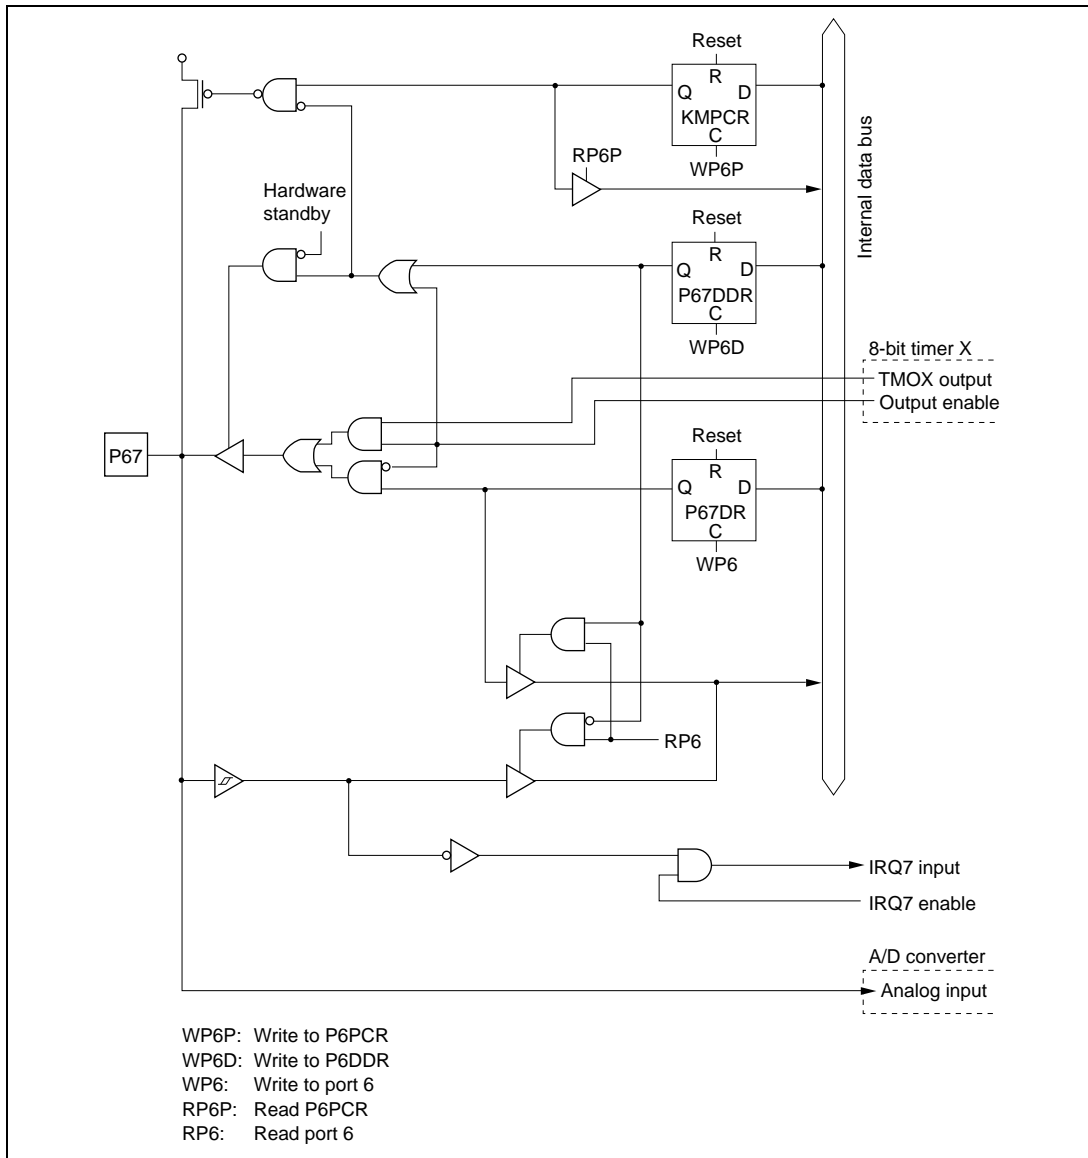 Reset
R
Q D
KMPCR
C
WP6P
RP6P
Hardware
standby
Internal data bus
Reset
R
Q D
P67DDR
C
WP6D
8-bit timer X
TMOX output
Output enable
P67
Reset
R
Q D
P67DR
C
WP6
RP6
IRQ7 input
IRQ7 enable
A/D converter
Analog input
WP6P: Write to P6PCR
WP6D: Write to P6DDR
WP6: Write to port 6
RP6P: Read P6PCR
RP6: Read port 6